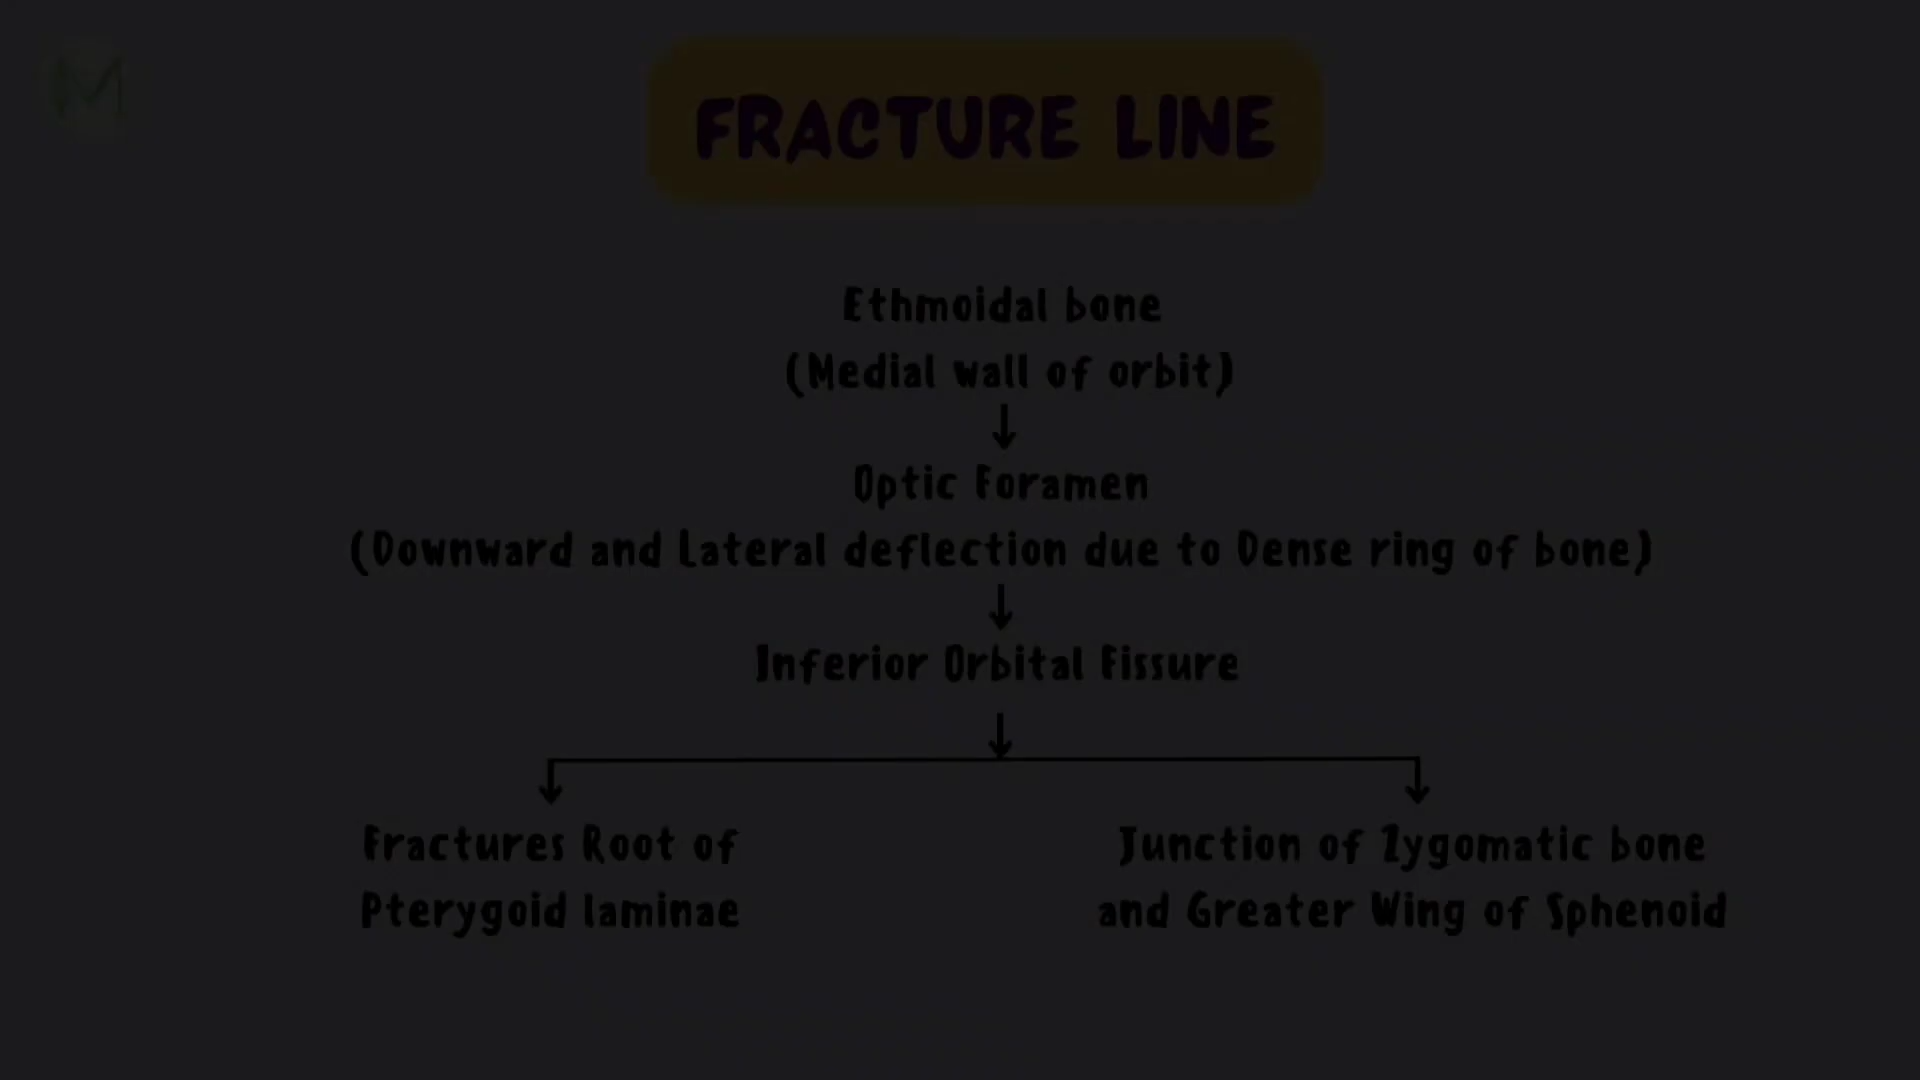 FRACTURE LINE
Ethmoidal bone
(Medial wall of orbit)
Optic Foramen
(Downward and Lateral deflection due to Dense ring of bone)
Inferior Orbital Fissure
Fractures Root of
Pterygoid laminae
Junction of Zygomatic bone
and Greater Wing of Sphenoid